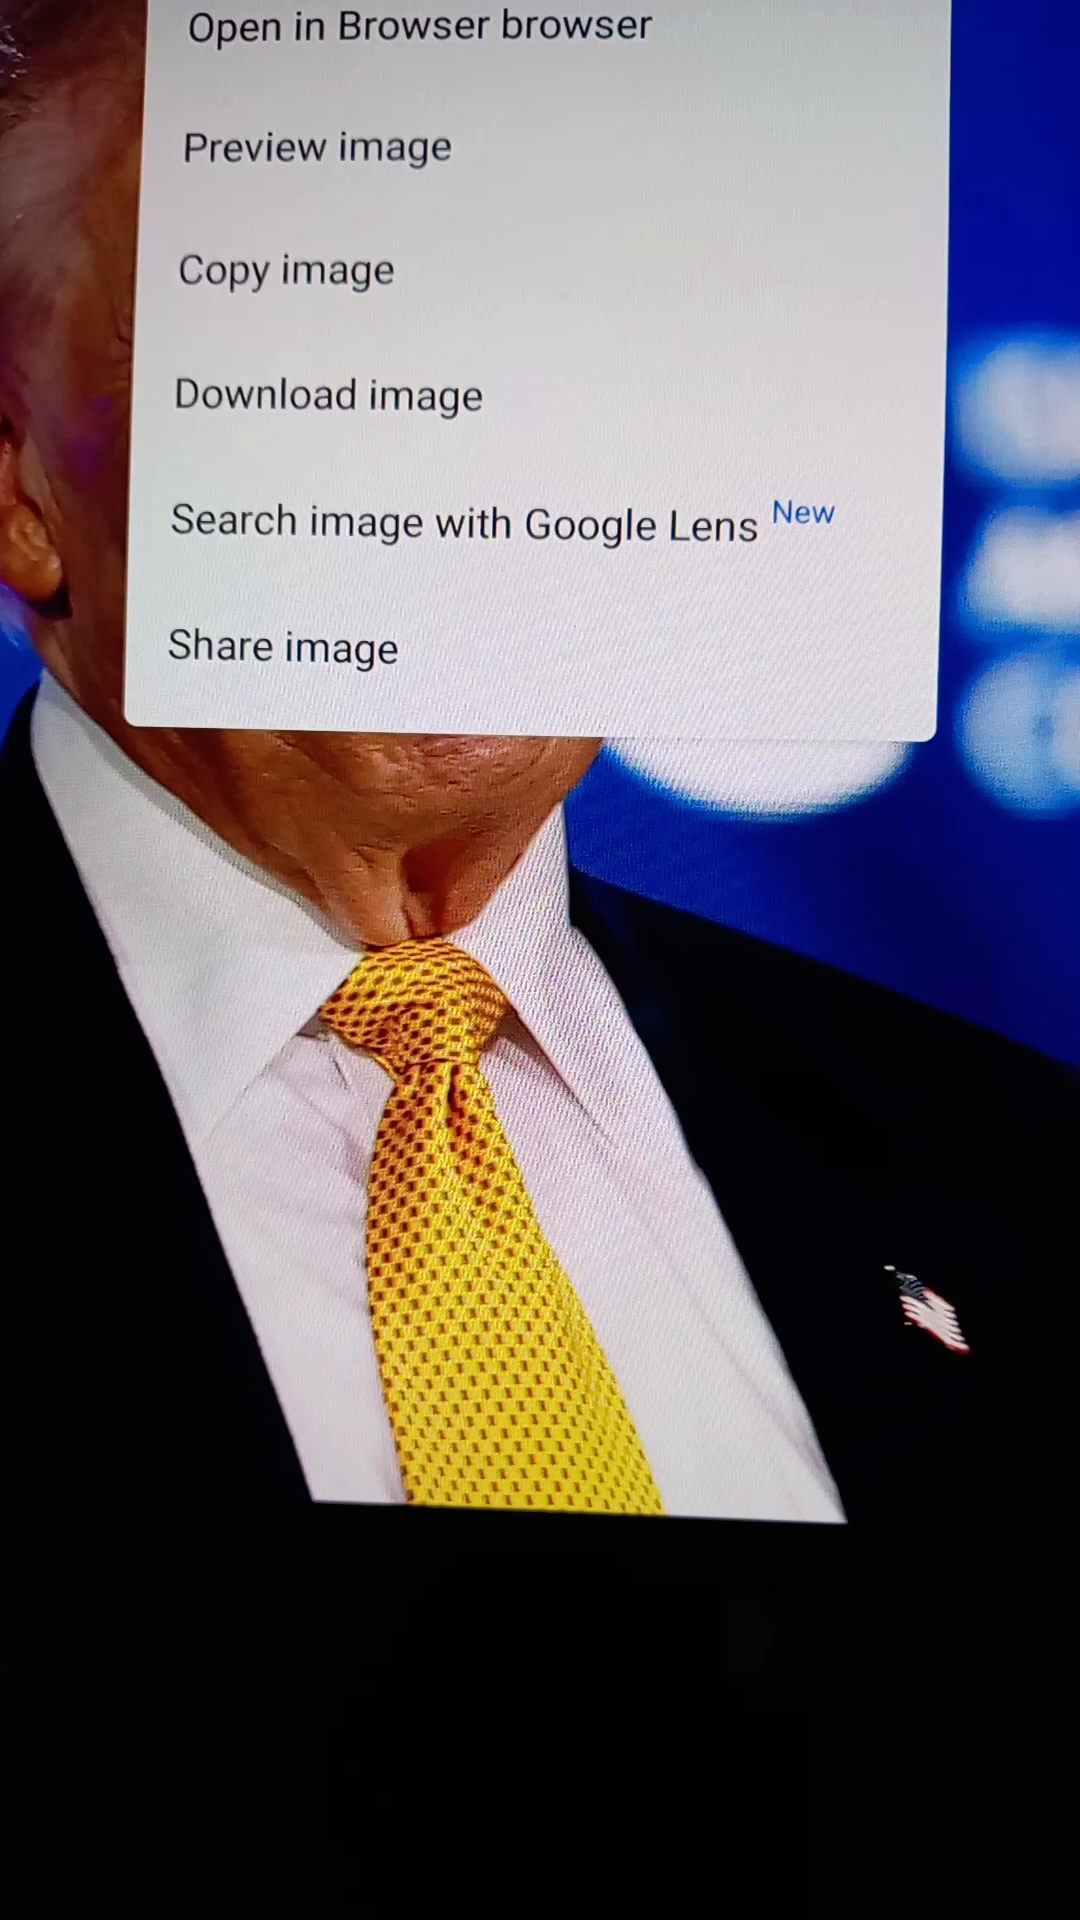 Open in Browser browser
Preview image
Copy image
Download image
Search image with Google Lens New
Share image